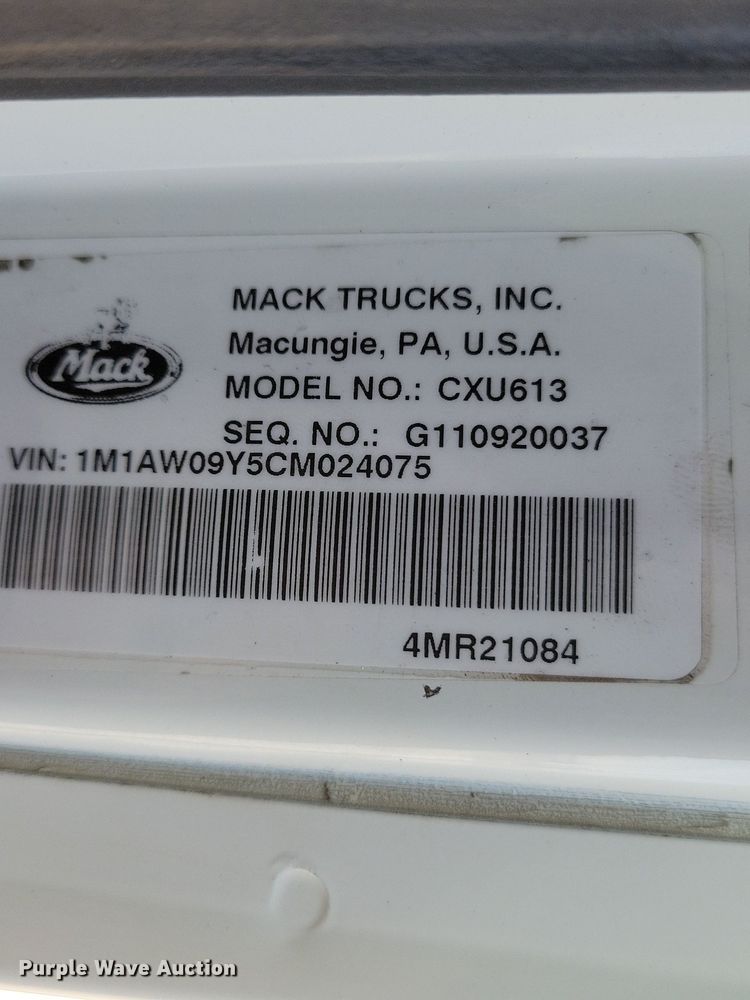 MACK TRUCKS, INC.
Mack
Macungie, PA, U.S.A.
MODEL NO.: CXU613
SEQ. NO.: G110920037
VIN: 1M1AW09Y5CM024075
4MR21084
Purple Wave Auction